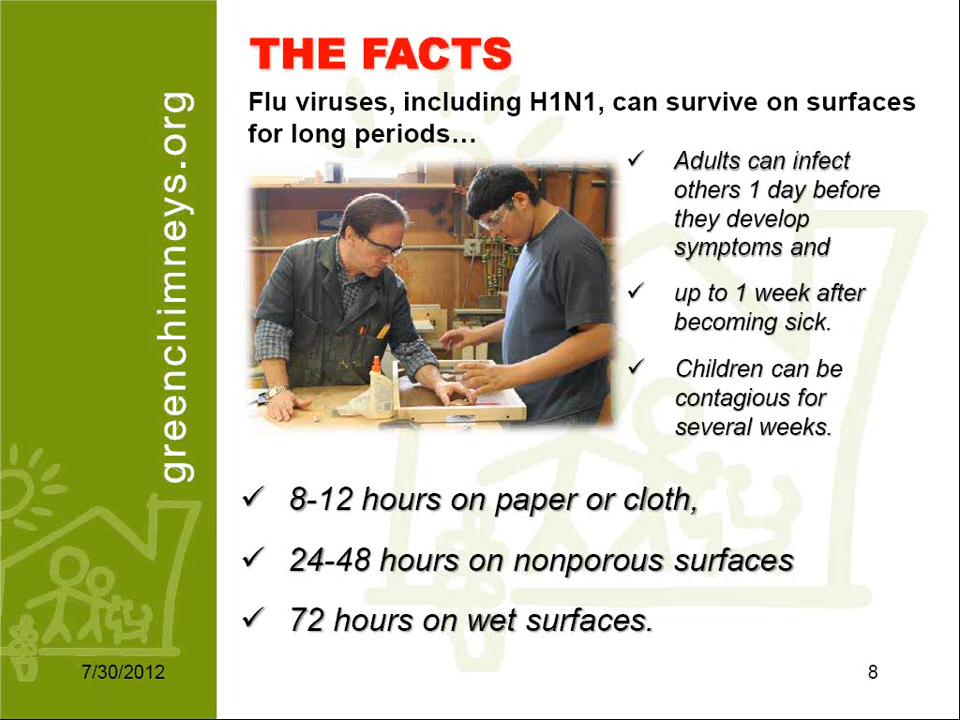 greenchimneys.org
THE FACTS
Flu viruses, including H1N1, can survive on surfaces
for long periods…
✓ Adults can infect
others 1 day before
they develop
symptoms and
✓ up to 1 week after
becoming sick.
✓ Children can be
contagious for
several weeks.
✓ 8-12 hours on paper or cloth,
✓ 24-48 hours on nonporous surfaces
✓ 72 hours on wet surfaces.
7/30/2012
8